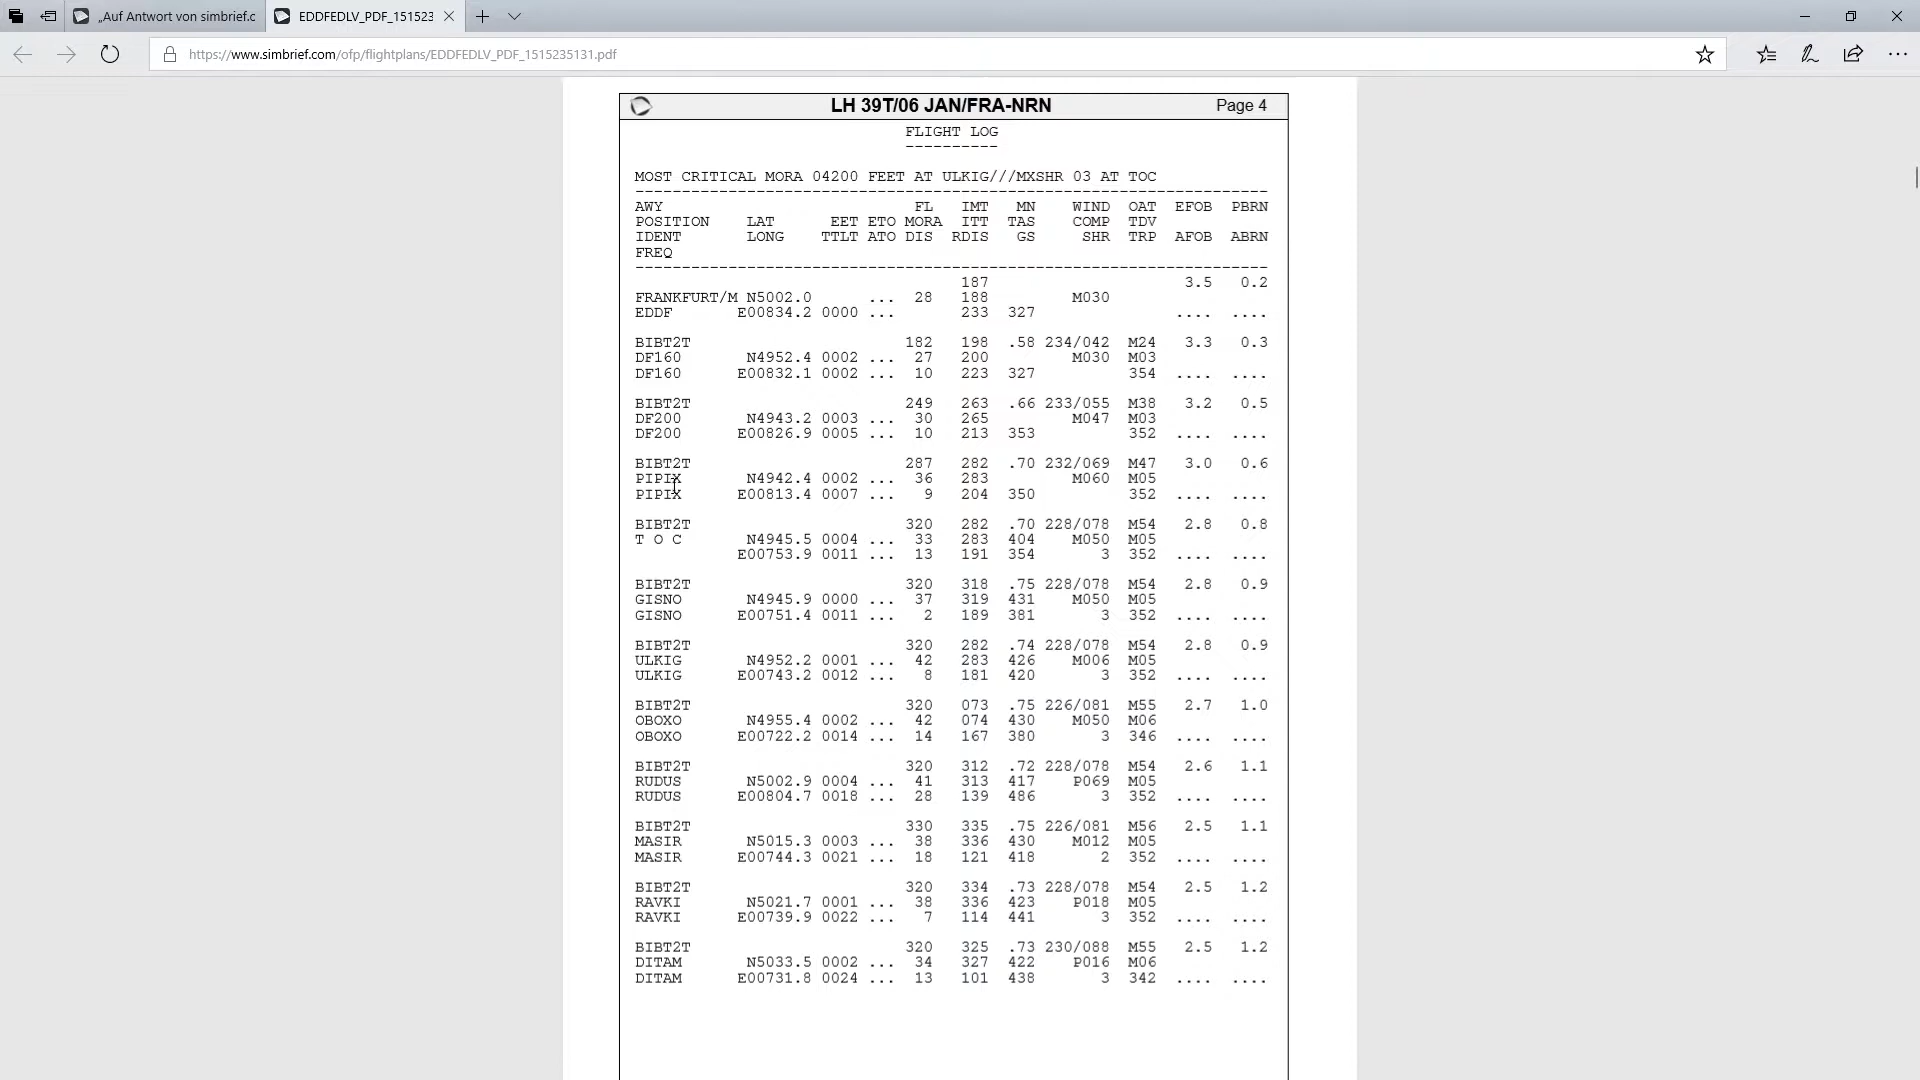 „Auf Antwort von simbrief.c
EDDFEDLV_PDF_151523
https://www.simbrief.com/ofp/flightplans/EDDFEDLV_PDF_1515235131.pdf
LH 39T/06 JAN/FRA-NRN Page 4
FLIGHT LOG
----------
MOST CRITICAL MORA 04200 FEET AT ULKIG///MXSHR 03 AT TOC
--------------------------------------------------------------------
AWY FL IMT MN WIND OAT EFOB PBRN
POSITION LAT EET ETO MORA ITT TAS COMP TDV
IDENT LONG TTLT ATO DIS RDIS GS SHR TRP AFOB ABRN
FREQ
--------------------------------------------------------------------
187 3.5 0.2
FRANKFURT/M N5002.0 ... 28 188 M030
EDDF E00834.2 0000 ... 233 327 .... ....
BIBT2T 182 198 .58 234/042 M24 3.3 0.3
DF160 N4952.4 0002 ... 27 200 M030 M03
DF160 E00832.1 0002 ... 10 223 327 354 .... ....
BIBT2T 249 263 .66 233/055 M38 3.2 0.5
DF200 N4943.2 0003 ... 30 265 M047 M03
DF200 E00826.9 0005 ... 10 213 353 352 .... ....
BIBT2T 287 282 .70 232/069 M47 3.0 0.6
PIPIX N4942.4 0002 ... 36 283 M060 M05
PIPIX E00813.4 0007 ... 9 204 350 352 .... ....
BIBT2T 320 282 .70 228/078 M54 2.8 0.8
T O C N4945.5 0004 ... 33 283 404 M050 M05
E00753.9 0011 ... 13 191 354 3 352 .... ....
BIBT2T 320 318 .75 228/078 M54 2.8 0.9
GISNO N4945.9 0000 ... 37 319 431 M050 M05
GISNO E00751.4 0011 ... 2 189 381 3 352 .... ....
BIBT2T 320 282 .74 228/078 M54 2.8 0.9
ULKIG N4952.2 0001 ... 42 283 426 M006 M05
ULKIG E00743.2 0012 ... 8 181 420 3 352 .... ....
BIBT2T 320 073 .75 226/081 M55 2.7 1.0
OBOXO N4955.4 0002 ... 42 074 430 M050 M06
OBOXO E00722.2 0014 ... 14 167 380 3 346 .... ....
BIBT2T 320 312 .72 228/078 M54 2.6 1.1
RUDUS N5002.9 0004 ... 41 313 417 P069 M05
RUDUS E00804.7 0018 ... 28 139 486 3 352 .... ....
BIBT2T 330 335 .75 226/081 M56 2.5 1.1
MASIR N5015.3 0003 ... 38 336 430 M012 M05
MASIR E00744.3 0021 ... 18 121 418 2 352 .... ....
BIBT2T 320 334 .73 228/078 M54 2.5 1.2
RAVKI N5021.7 0001 ... 38 336 423 P018 M05
RAVKI E00739.9 0022 ... 7 114 441 3 352 .... ....
BIBT2T 320 325 .73 230/088 M55 2.5 1.2
DITAM N5033.5 0002 ... 34 327 422 P016 M06
DITAM E00731.8 0024 ... 13 101 438 3 342 .... ....